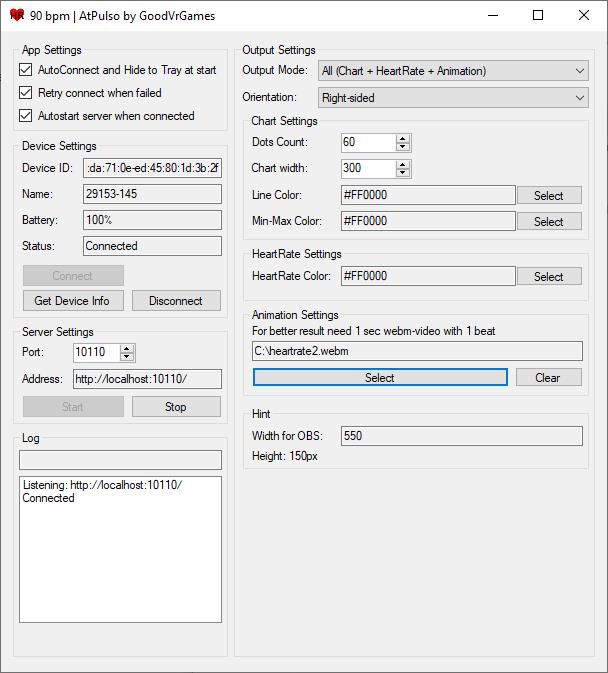 HR 90 bpm | AtPulso by GoodVrGames
App Settings
AutoConnect and Hide to Tray at start
Retry connect when failed
Autostart server when connected
Device Settings
Device ID: :da:71:0e-ed:45:80:1d:3b:2f
Name: 29153-145
Battery: 100%
Status: Connected
Connect
Get Device Info Disconnect
Server Settings
Port: 10110
Address: http://localhost:10110/
Start Stop
Log
Listening: http://localhost:10110/
Connected
Output Settings
Output Mode: All (Chart + HeartRate + Animation)
Orientation: Right-sided
Chart Settings
Dots Count: 60
Chart width: 300
Line Color: #FF0000 Select
Min-Max Color: #FF0000 Select
HeartRate Settings
HeartRate Color: #FF0000 Select
Animation Settings
For better result need 1 sec webm-video with 1 beat
C:\heartrate2.webm
Select Clear
Hint
Width for OBS: 550
Height: 150px